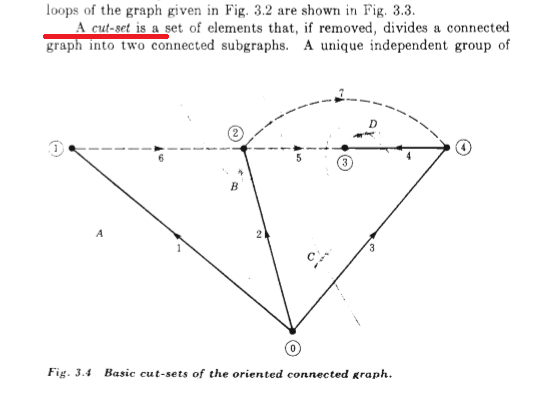 loops of the graph given in Fig. 3.2 are shown in Fig. 3.3.
A cut-set is a set of elements that, if removed, divides a connected
graph into two connected subgraphs. A unique independent group of
7
2
D
1
6
5
3
4
4
B
A
1
2
C
3
0
Fig. 3.4 Basic cut-sets of the oriented connected graph.